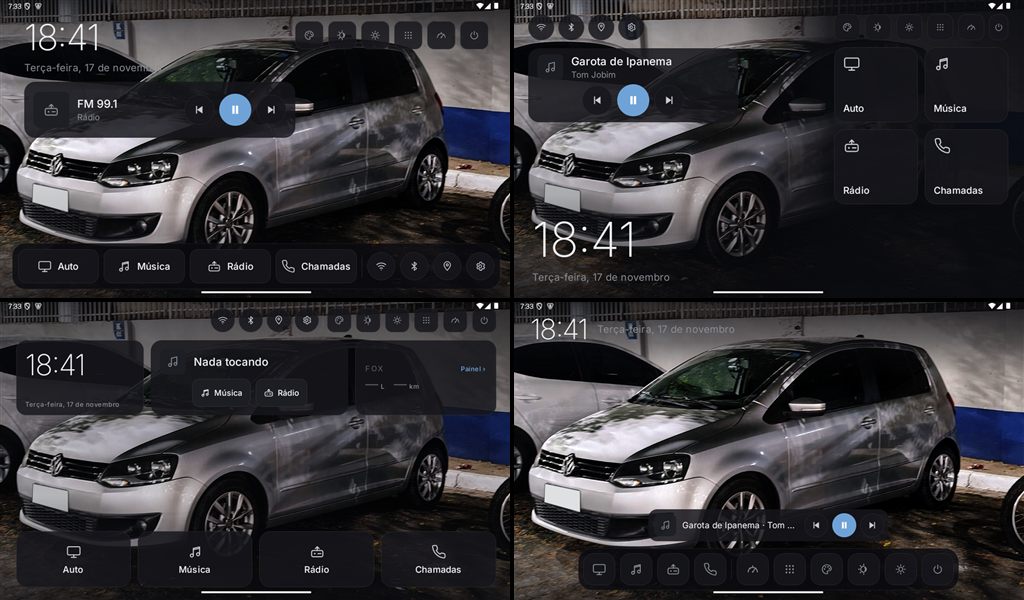 7:33
18:41
Terça-feira, 17 de novembro
FM 99.1
Rádio
Auto
Música
Rádio
Chamadas
7:33
Garota de Ipanema
Tom Jobim
Auto
Música
Rádio
Chamadas
18:41
Terça-feira, 17 de novembro
7:33
18:41
Terça-feira, 17 de novembro
Nada tocando
Música
Rádio
FOX
Painel ›
— L
— km
Auto
Música
Rádio
Chamadas
7:33
18:41 Terça-feira, 17 de novembro
Garota de Ipanema · Tom ...